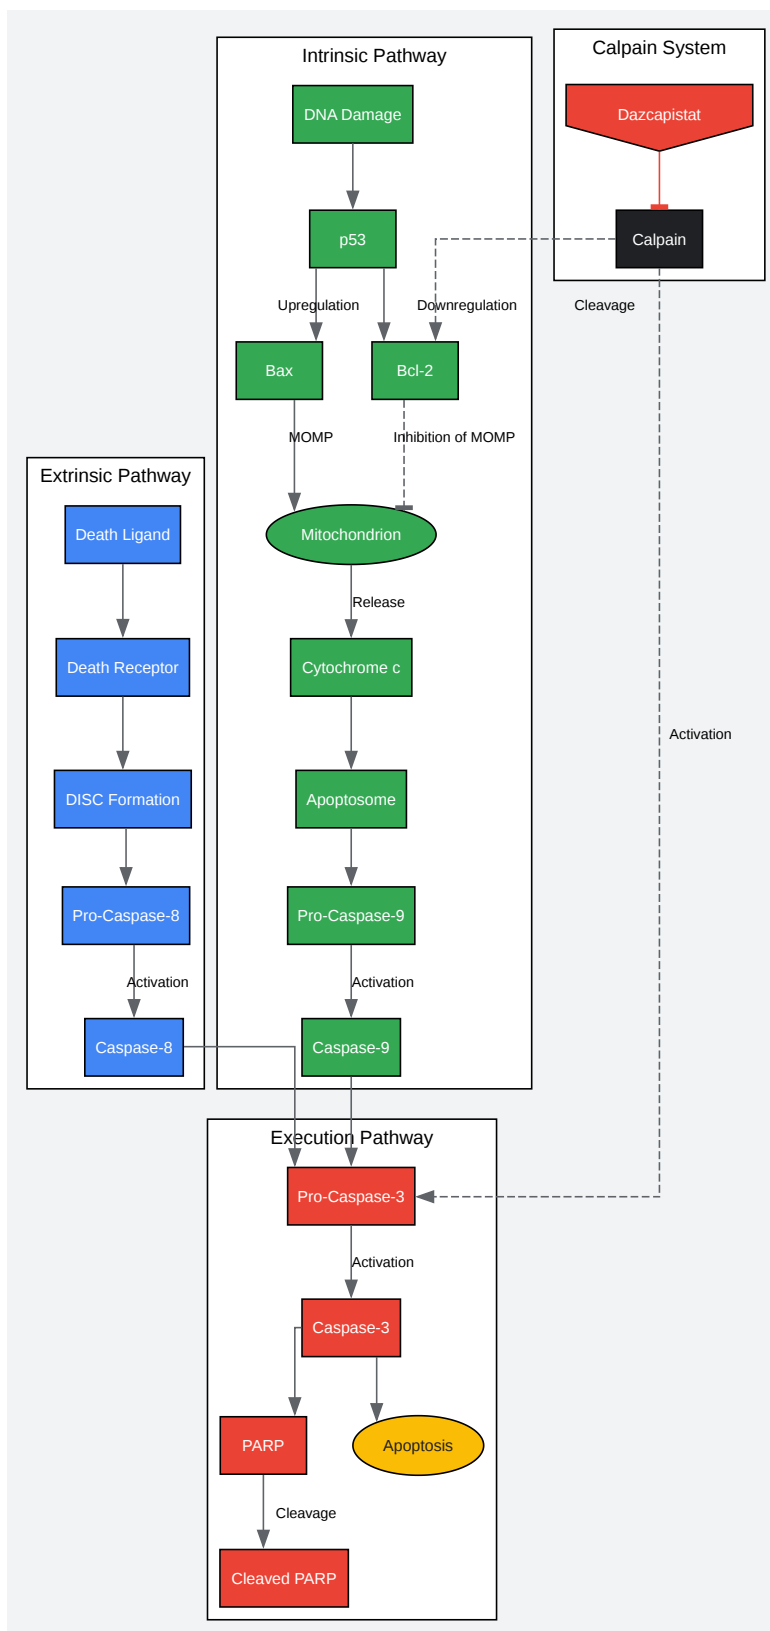 Calpain System
Dazcapistat
Calpain
Intrinsic Pathway
DNA Damage
p53
Upregulation
Downregulation
Cleavage
Bax
Bcl-2
MOMP
Inhibition of MOMP
Mitochondrion
Release
Cytochrome c
Apoptosome
Pro-Caspase-9
Activation
Caspase-9
Extrinsic Pathway
Death Ligand
Death Receptor
DISC Formation
Pro-Caspase-8
Activation
Caspase-8
Activation
Execution Pathway
Pro-Caspase-3
Activation
Caspase-3
PARP
Apoptosis
Cleavage
Cleaved PARP